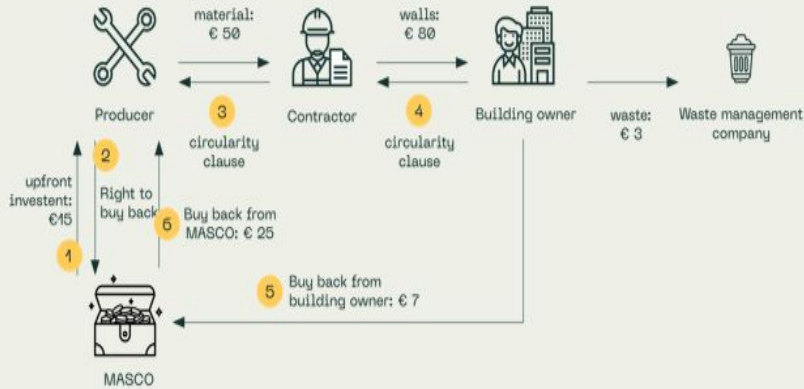 material:
€ 50
walls:
€ 80
Producer
3
circularity
clause
Contractor
4
circularity
clause
Building owner
waste:
€ 3
Waste management
company
upfront
investent:
€15
1
2
Right to
buy back
6
Buy back from
MASCO: € 25
5
Buy back from
building owner: € 7
MASCO